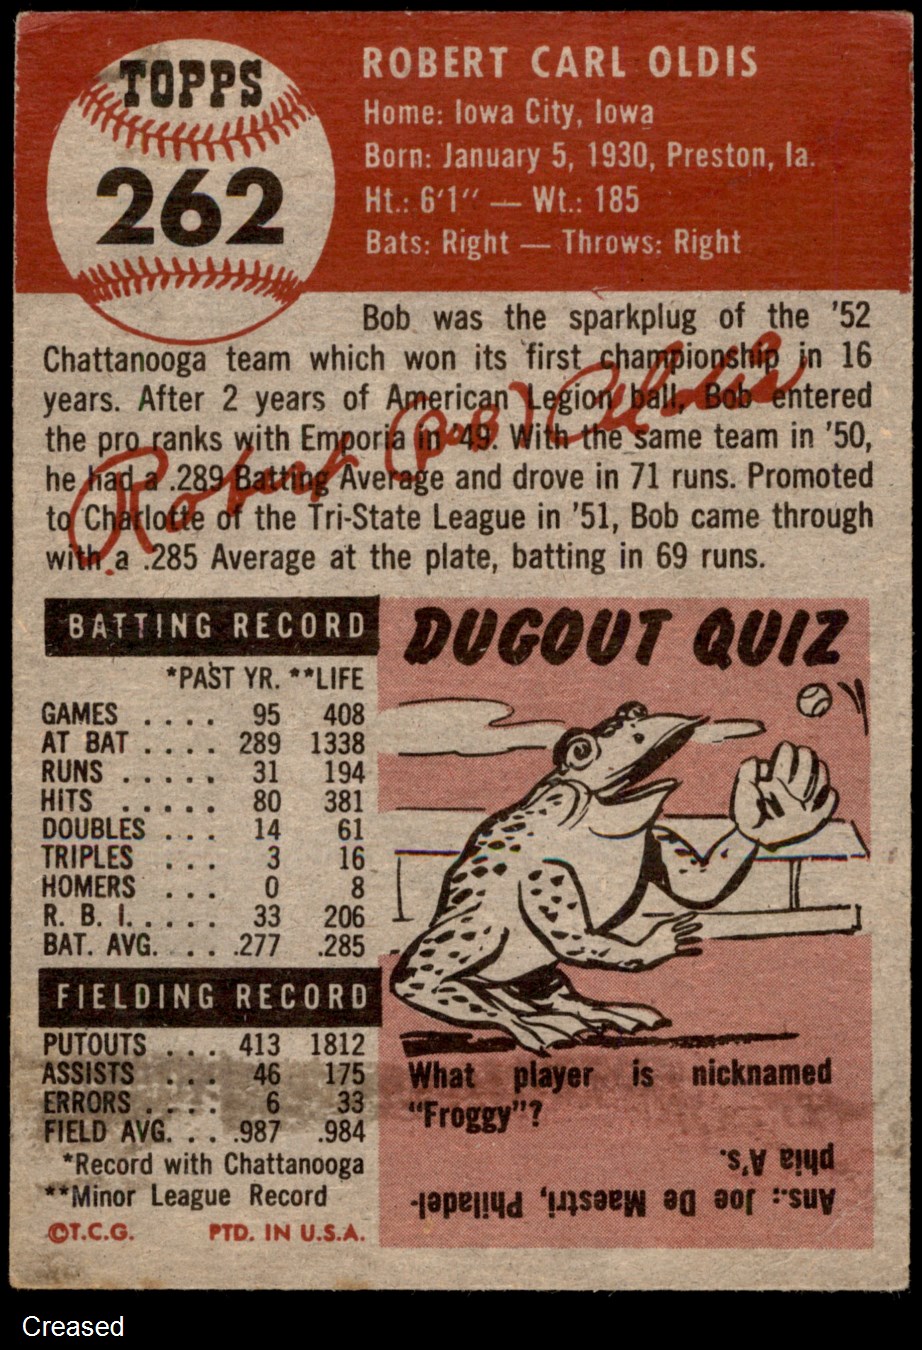 TOPPS
262
ROBERT CARL OLDIS
Home: Iowa City, Iowa
Born: January 5, 1930, Preston, Ia.
Ht.: 6'1" — Wt.: 185
Bats: Right — Throws: Right
Bob was the sparkplug of the '52
Chattanooga team which won its first championship in 16
years. After 2 years of American Legion ball, Bob entered
the pro ranks with Emporia in '49. With the same team in '50,
he had a .289 Batting Average and drove in 71 runs. Promoted
to Charlotte of the Tri-State League in '51, Bob came through
with a .285 Average at the plate, batting in 69 runs.
Robert (Bob) Oldis
BATTING RECORD
*PAST YR. **LIFE
GAMES . . . . 95 408
AT BAT . . . . 289 1338
RUNS . . . . . 31 194
HITS . . . . . 80 381
DOUBLES . . . 14 61
TRIPLES . . . 3 16
HOMERS . . . 0 8
R. B. I. . . . . 33 206
BAT. AVG. . . . .277 .285
FIELDING RECORD
PUTOUTS . . . 413 1812
ASSISTS . . . 46 175
ERRORS . . . . 6 33
FIELD AVG. . . .987 .984
*Record with Chattanooga
**Minor League Record
©T.C.G. PTD. IN U.S.A.
DUGOUT QUIZ
What player is nicknamed
"Froggy"?
Ans.: Joe De Maestri, Philadel-
phia A's.
Creased